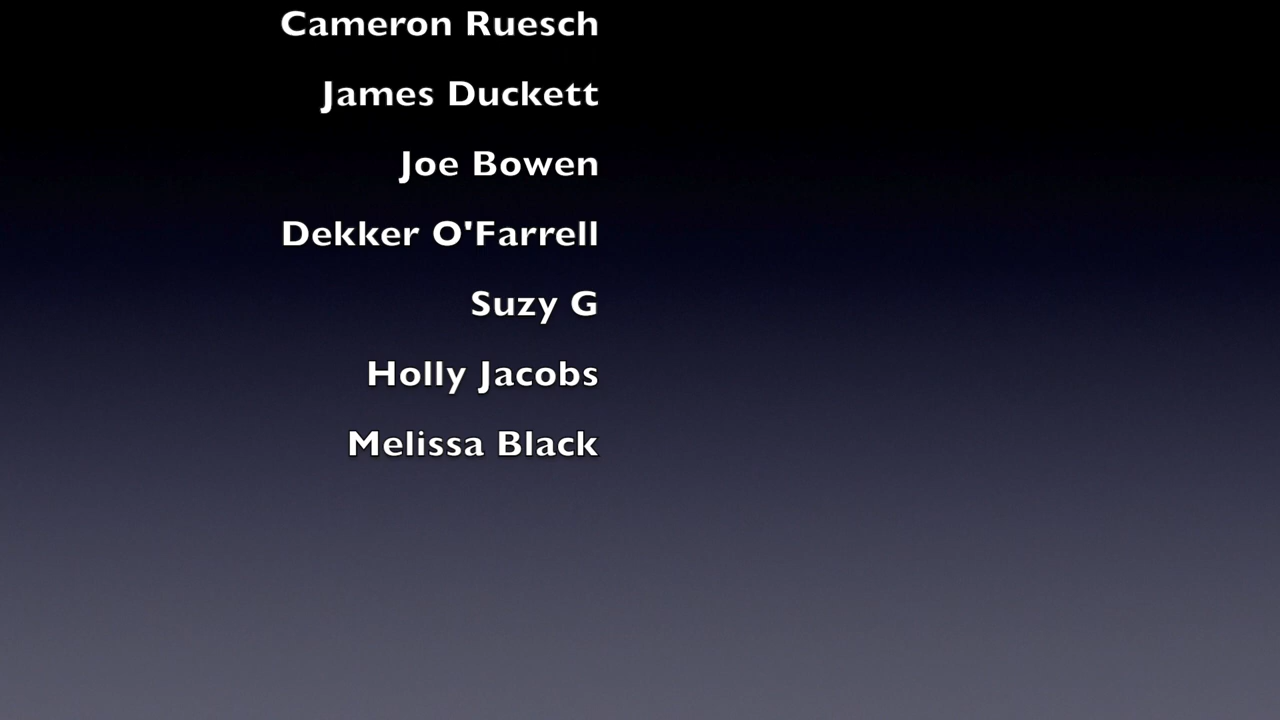 Cameron Ruesch
James Duckett
Joe Bowen
Dekker O'Farrell
Suzy G
Holly Jacobs
Melissa Black